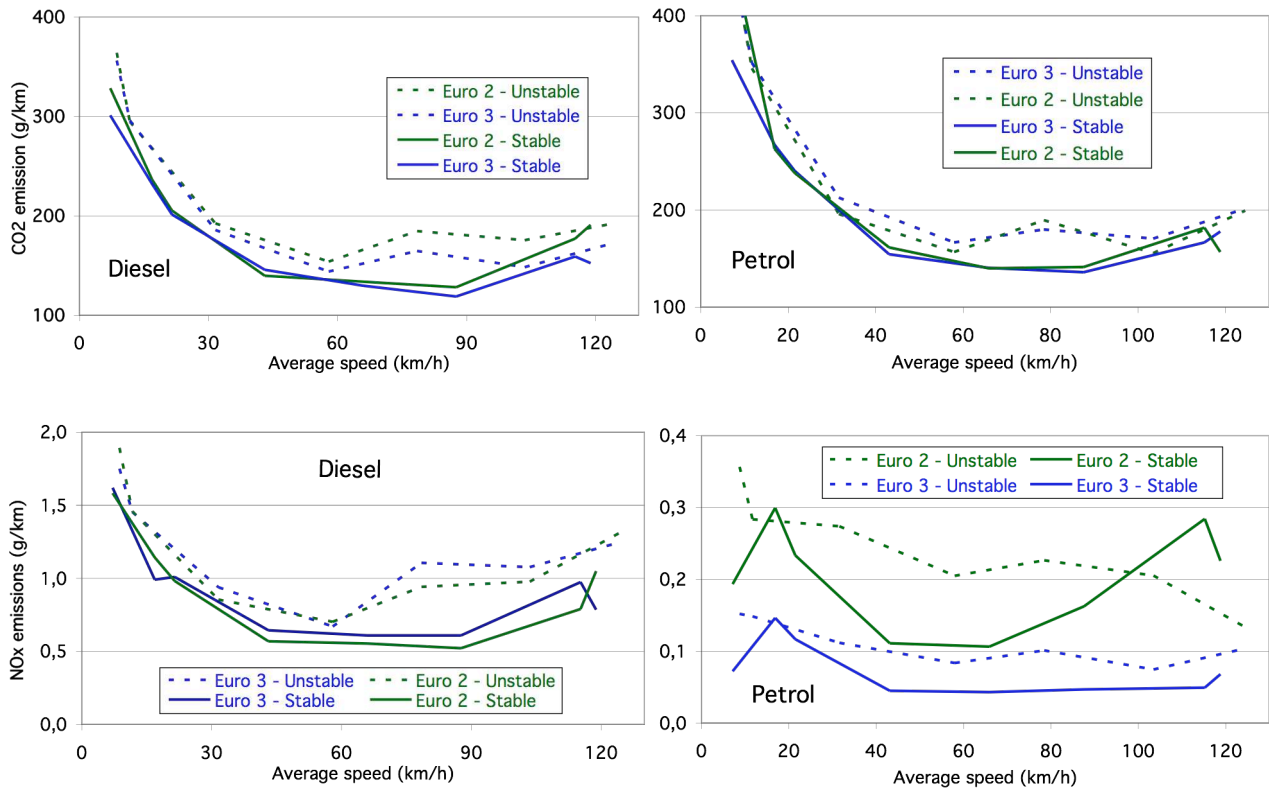 400
300
200
100
CO2 emission (g/km)
Euro 2 - Unstable
Euro 3 - Unstable
Euro 2 - Stable
Euro 3 - Stable
Diesel
0 30 60 90 120
Average speed (km/h)
400
300
200
100
Euro 3 - Unstable
Euro 2 - Unstable
Euro 3 - Stable
Euro 2 - Stable
Petrol
0 20 40 60 80 100 120
Average speed (km/h)
2,0
1,5
1,0
0,5
0,0
NOx emissions (g/km)
Diesel
Euro 3 - Unstable Euro 2 - Unstable
Euro 3 - Stable Euro 2 - Stable
0 30 60 90 120
Average speed (km/h)
0,4
0,3
0,2
0,1
0,0
Euro 2 - Unstable Euro 2 - Stable
Euro 3 - Unstable Euro 3 - Stable
Petrol
0 20 40 60 80 100 120
Average speed (km/h)